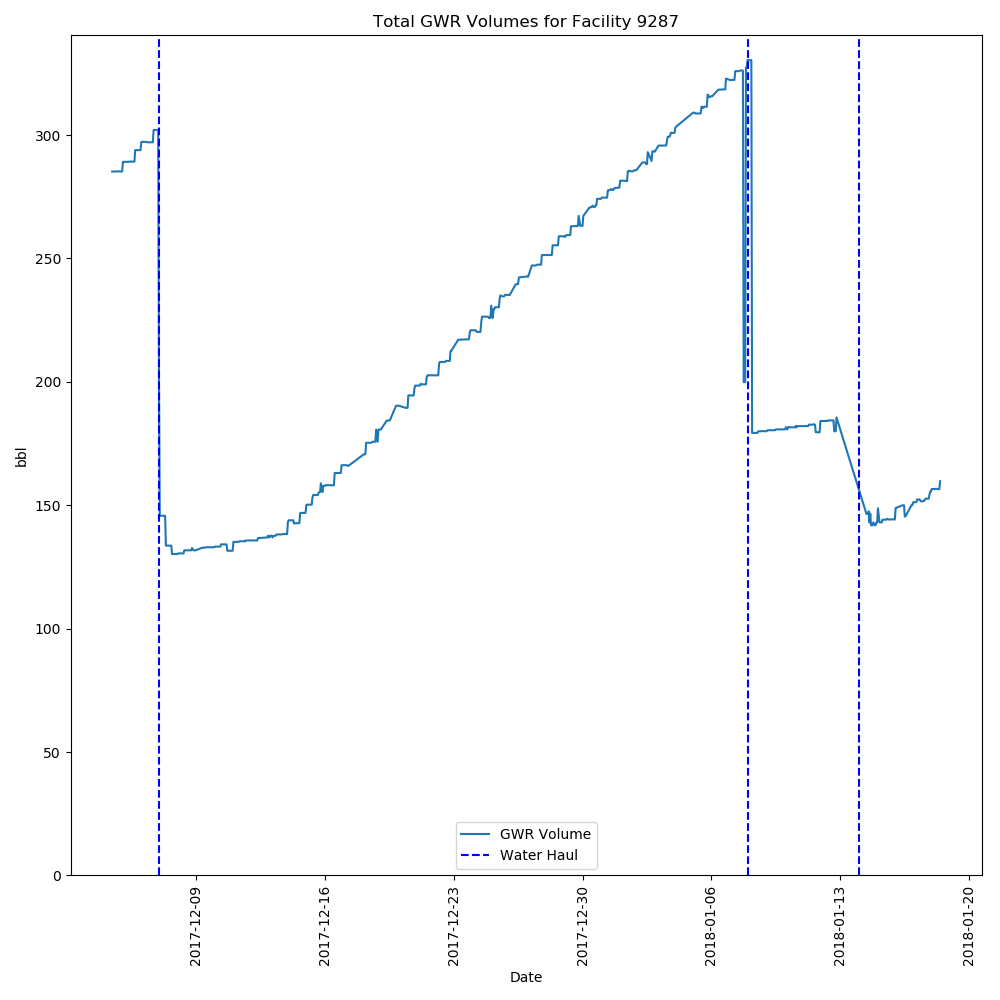 Total GWR Volumes for Facility 9287
300
250
200
150
100
50
0
bbl
GWR Volume
Water Haul
2017-12-09
2017-12-16
2017-12-23
2017-12-30
2018-01-06
2018-01-13
2018-01-20
Date